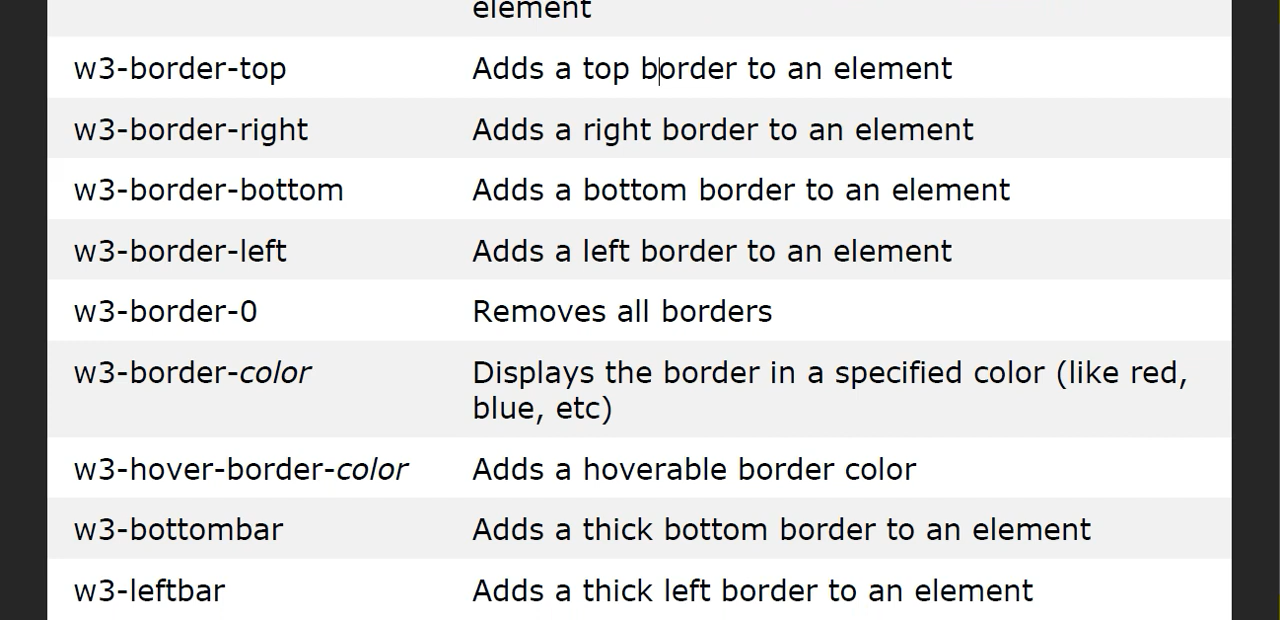 element
w3-border-top Adds a top border to an element
w3-border-right Adds a right border to an element
w3-border-bottom Adds a bottom border to an element
w3-border-left Adds a left border to an element
w3-border-0 Removes all borders
w3-border-color Displays the border in a specified color (like red,
blue, etc)
w3-hover-border-color Adds a hoverable border color
w3-bottombar Adds a thick bottom border to an element
w3-leftbar Adds a thick left border to an element